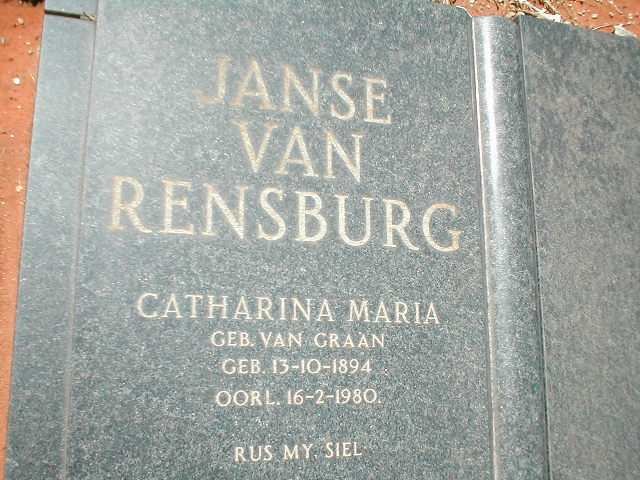 JANSE
VAN
RENSBURG
CATHARINA MARIA
GEB. VAN GRAAN
GEB. 13-10-1894
OORL. 16-2-1980.
RUS MY. SIEL